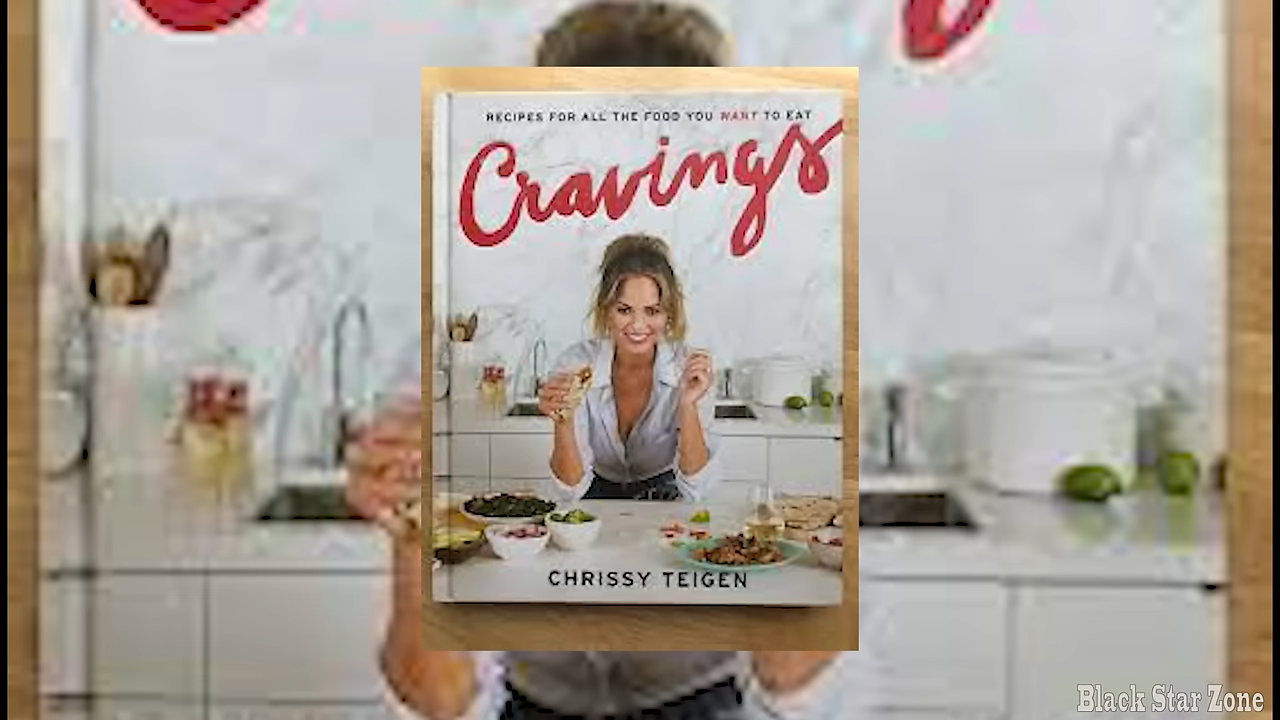 RECIPES FOR ALL THE FOOD YOU WANT TO EAT
Cravings
CHRISSY TEIGEN
Black Star Zone